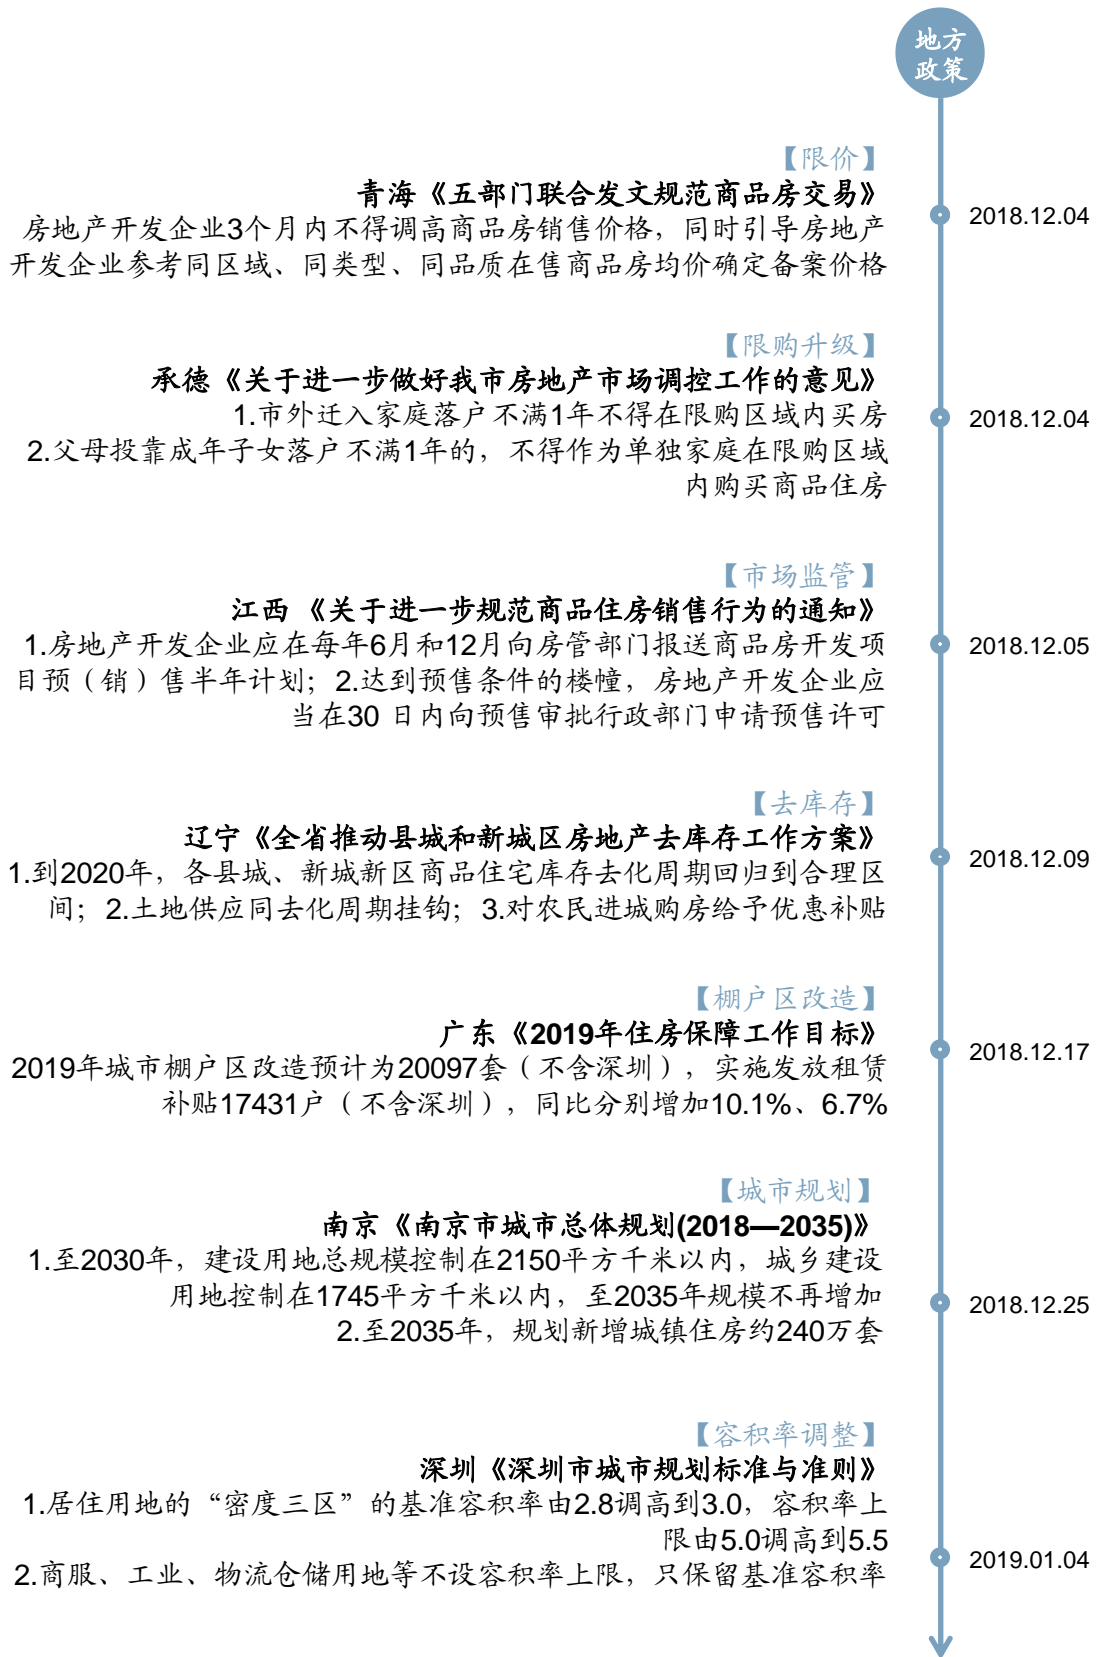 地方
政策
【限价】
青海《五部门联合发文规范商品房交易》
房地产开发企业3个月内不得调高商品房销售价格，同时引导房地产
开发企业参考同区域、同类型、同品质在售商品房均价确定备案价格
2018.12.04
【限购升级】
承德《关于进一步做好我市房地产市场调控工作的意见》
1.市外迁入家庭落户不满1年不得在限购区域内买房
2.父母投靠成年子女落户不满1年的，不得作为单独家庭在限购区域
内购买商品住房
2018.12.04
【市场监管】
江西 《关于进一步规范商品住房销售行为的通知》
1.房地产开发企业应在每年6月和12月向房管部门报送商品房开发项
目预（销）售半年计划；2.达到预售条件的楼幢，房地产开发企业应
当在30 日内向预售审批行政部门申请预售许可
2018.12.05
【去库存】
辽宁《全省推动县城和新城区房地产去库存工作方案》
1.到2020年，各县城、新城新区商品住宅库存去化周期回归到合理区
间；2.土地供应同去化周期挂钩；3.对农民进城购房给予优惠补贴
2018.12.09
【棚户区改造】
广东《2019年住房保障工作目标》
2019年城市棚户区改造预计为20097套（不含深圳），实施发放租赁
补贴17431户（不含深圳），同比分别增加10.1%、6.7%
2018.12.17
【城市规划】
南京《南京市城市总体规划(2018—2035)》
1.至2030年，建设用地总规模控制在2150平方千米以内，城乡建设
用地控制在1745平方千米以内，至2035年规模不再增加
2.至2035年，规划新增城镇住房约240万套
2018.12.25
【容积率调整】
深圳《深圳市城市规划标准与准则》
1.居住用地的“密度三区”的基准容积率由2.8调高到3.0，容积率上
限由5.0调高到5.5
2.商服、工业、物流仓储用地等不设容积率上限，只保留基准容积率
2019.01.04